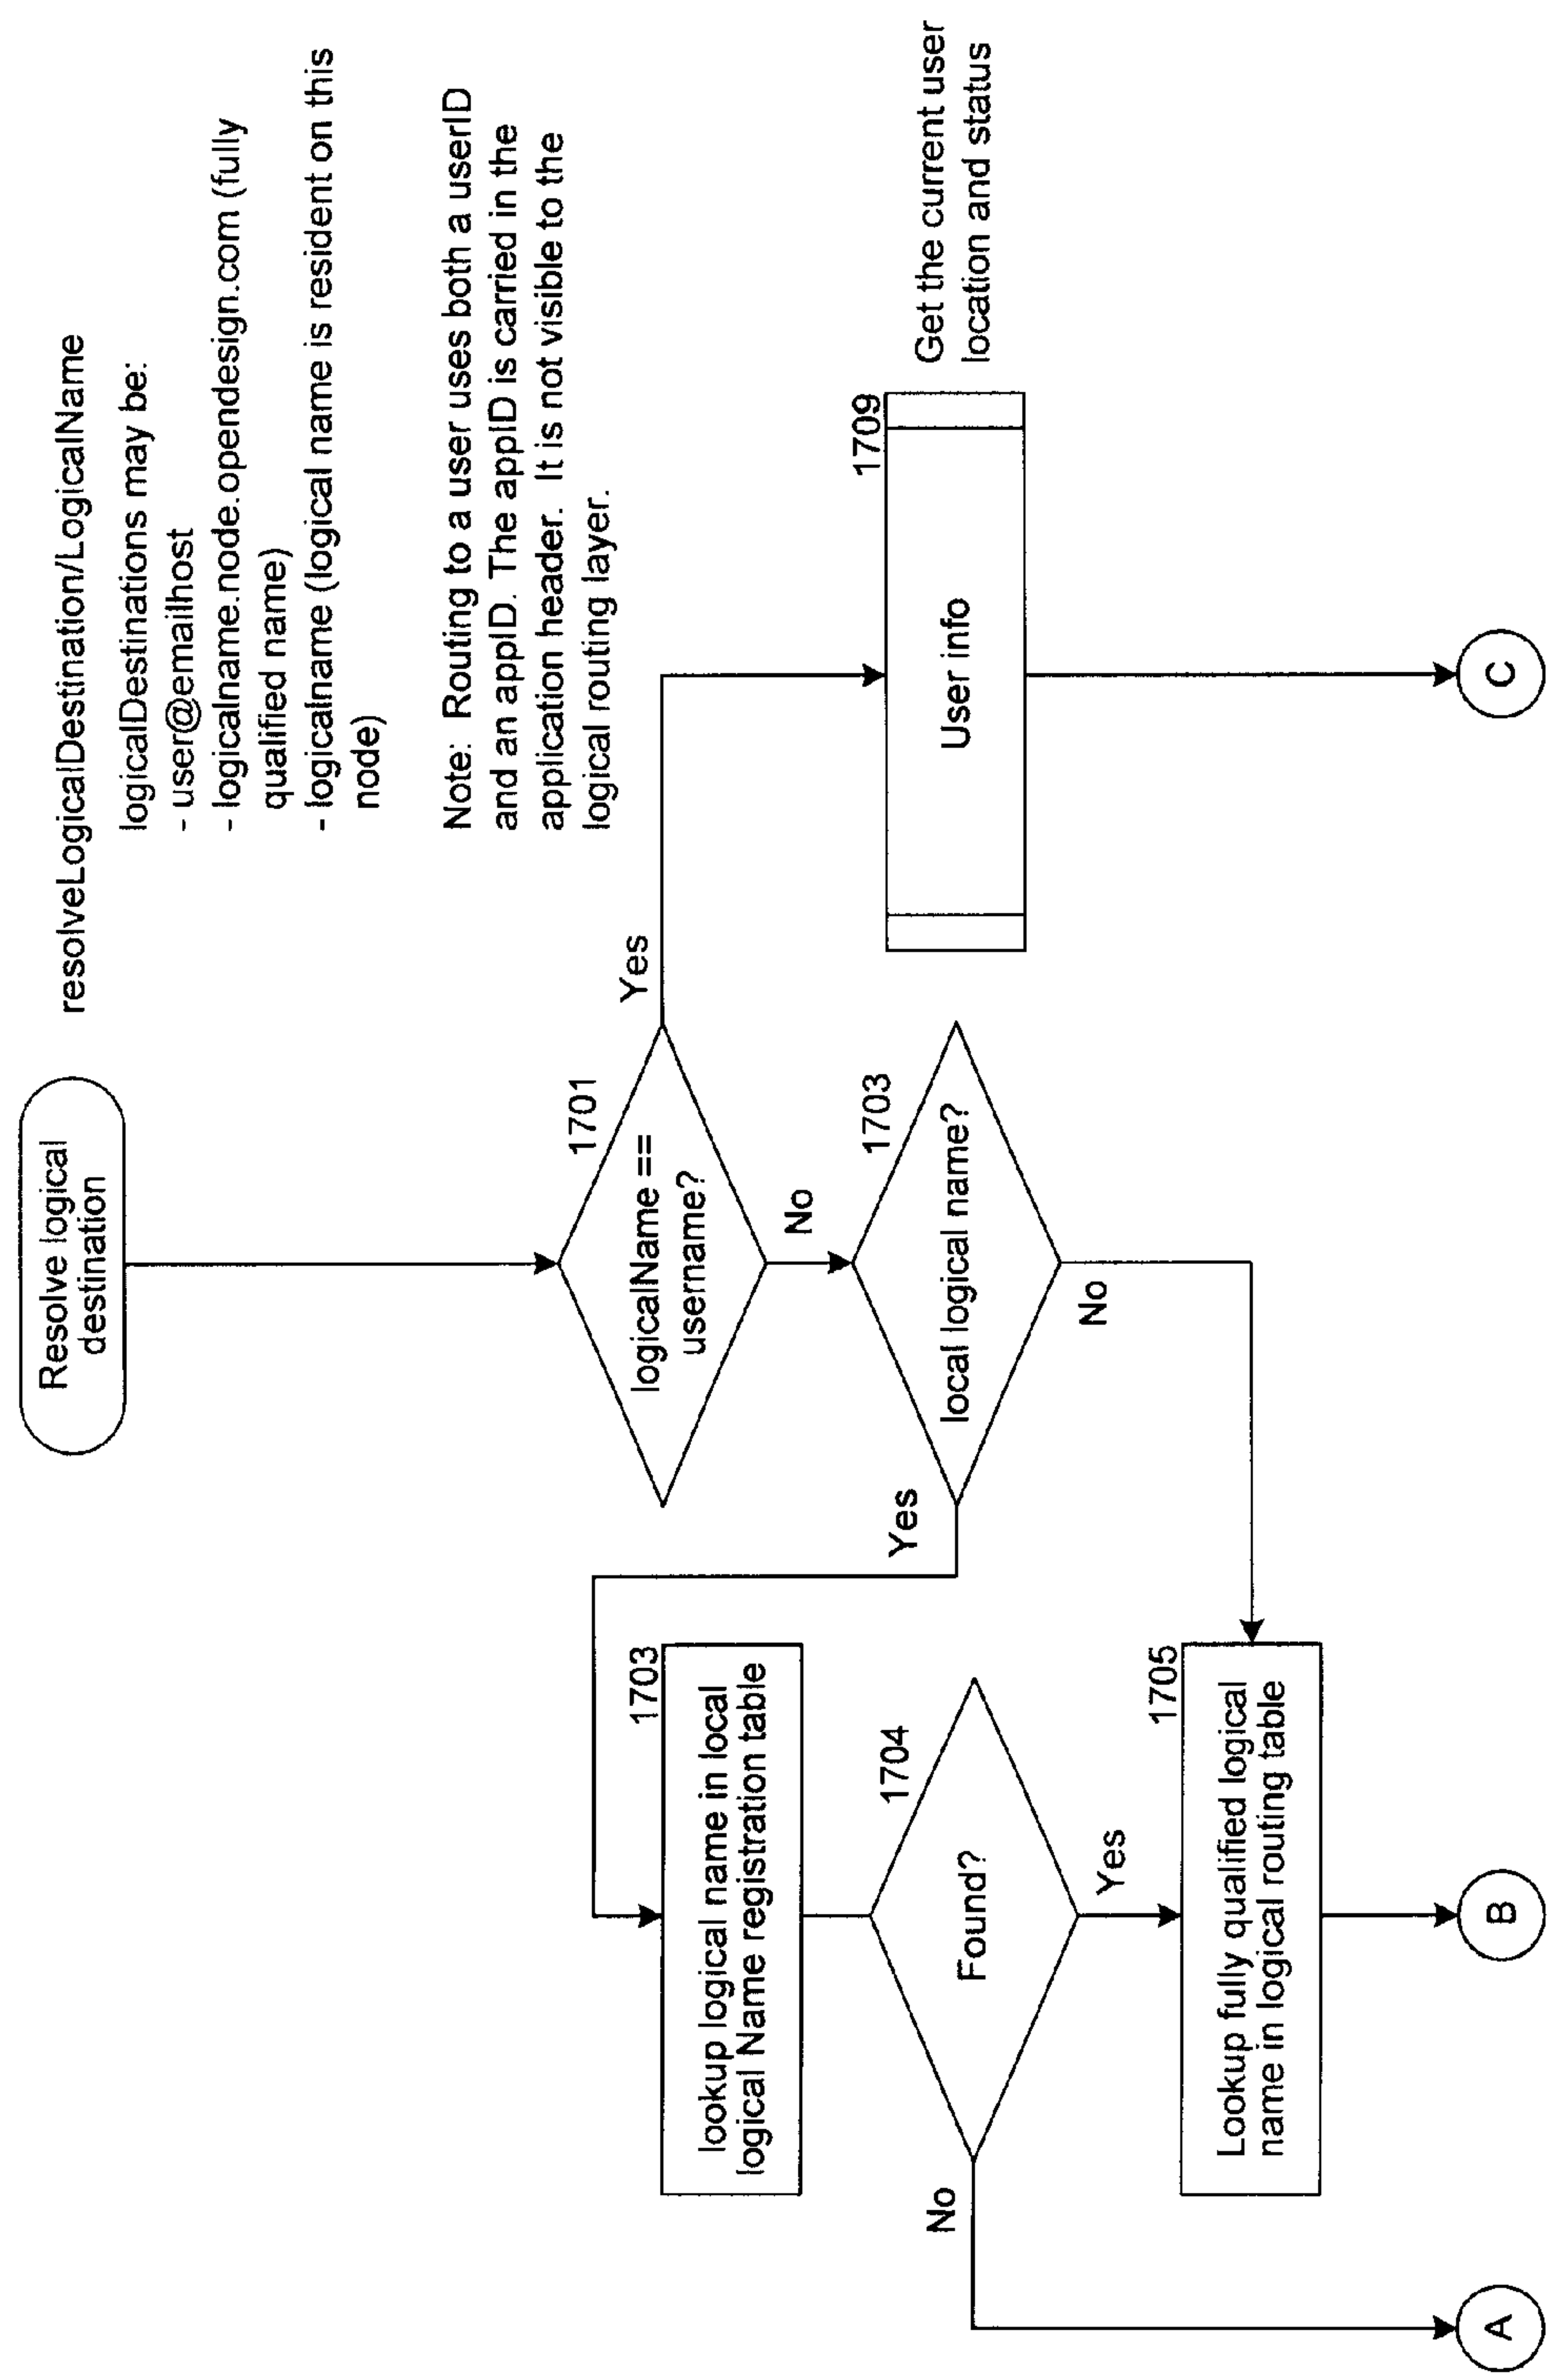 Resolve logical
destination
resolveLogicalDestination/LogicalName
logicalDestinations may be:
- user@emailhost
- logicalname.node.opendesign.com (fully
qualified name)
- logicalname (logical name is resident on this
node)
Note: Routing to a user uses both a userID
and an appID. The appID is carried in the
application header. It is not visible to the
logical routing layer.
1701
logicalName ==
username?
Yes
No
1703
local logical name?
Yes
No
1709
User info
Get the current user
location and status
1703
lookup logical name in local
logical Name registration table
1704
Found?
No
Yes
1705
Lookup fully qualified logical
name in logical routing table
A
B
C